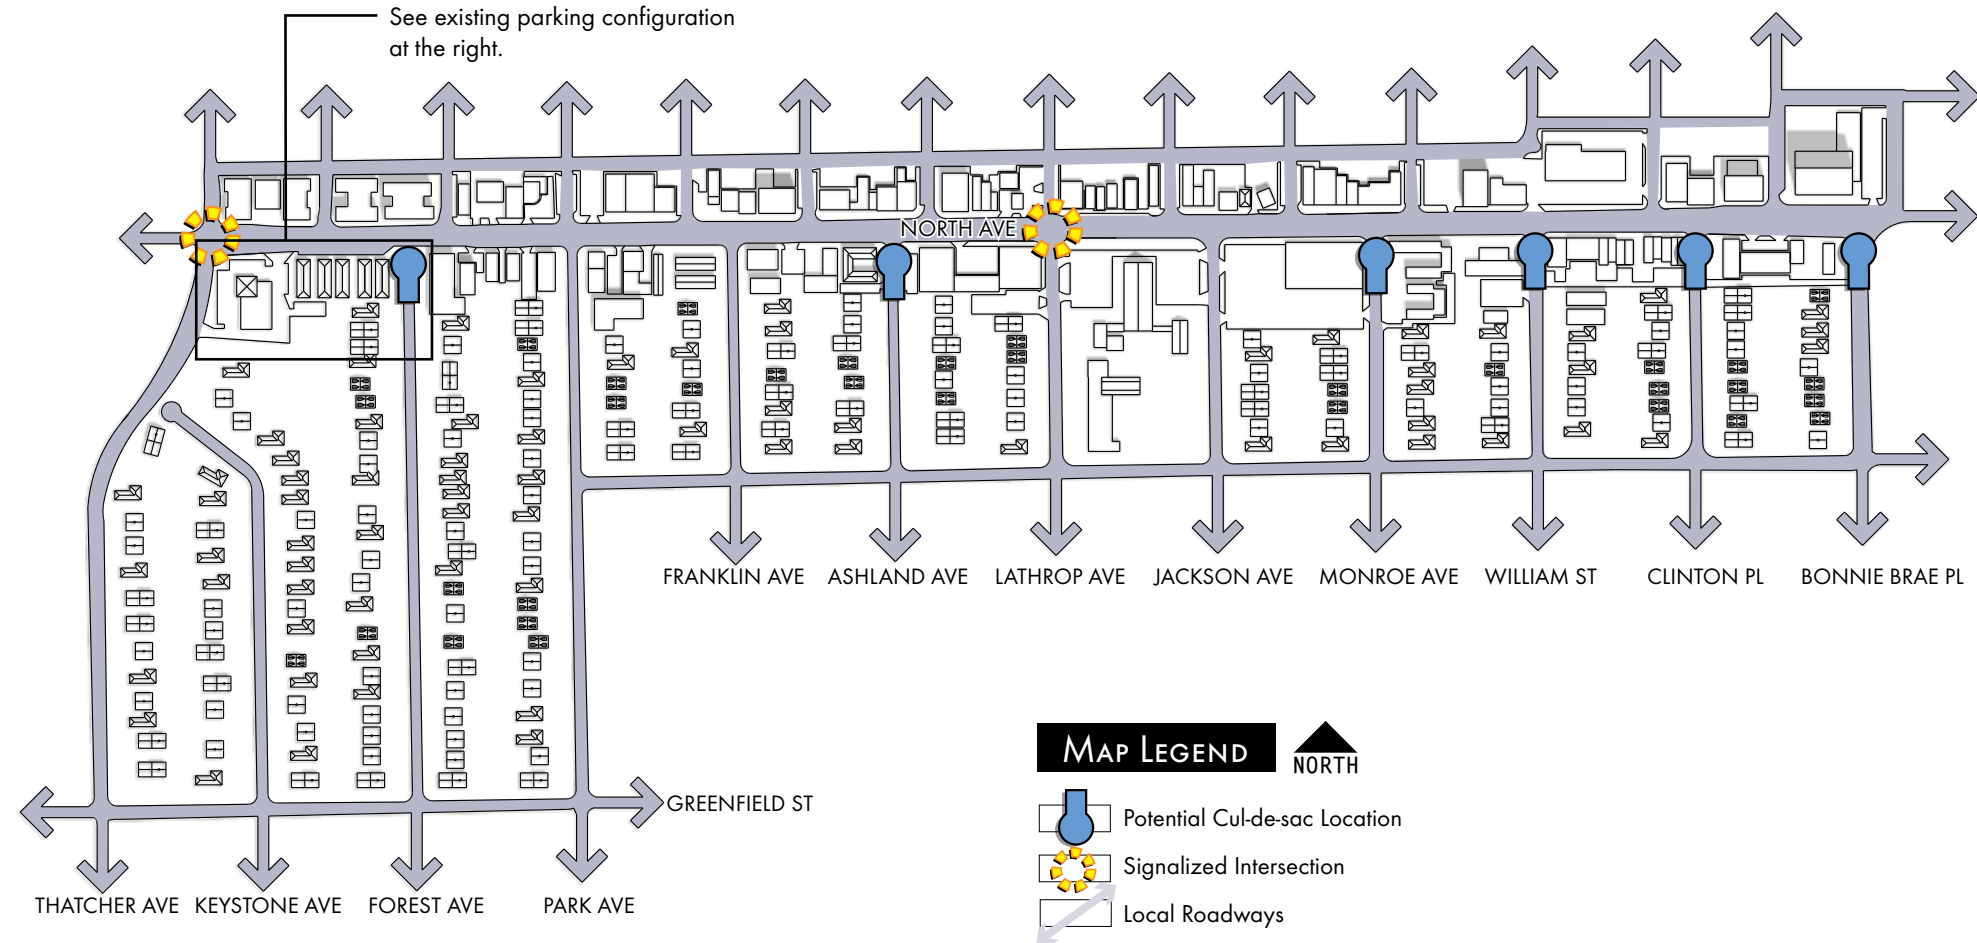 See existing parking configuration
at the right.
NORTH AVE
FRANKLIN AVE
ASHLAND AVE
LATHROP AVE
JACKSON AVE
MONROE AVE
WILLIAM ST
CLINTON PL
BONNIE BRAE PL
GREENFIELD ST
THATCHER AVE
KEYSTONE AVE
FOREST AVE
PARK AVE
MAP LEGEND
NORTH
Potential Cul-de-sac Location
Signalized Intersection
Local Roadways